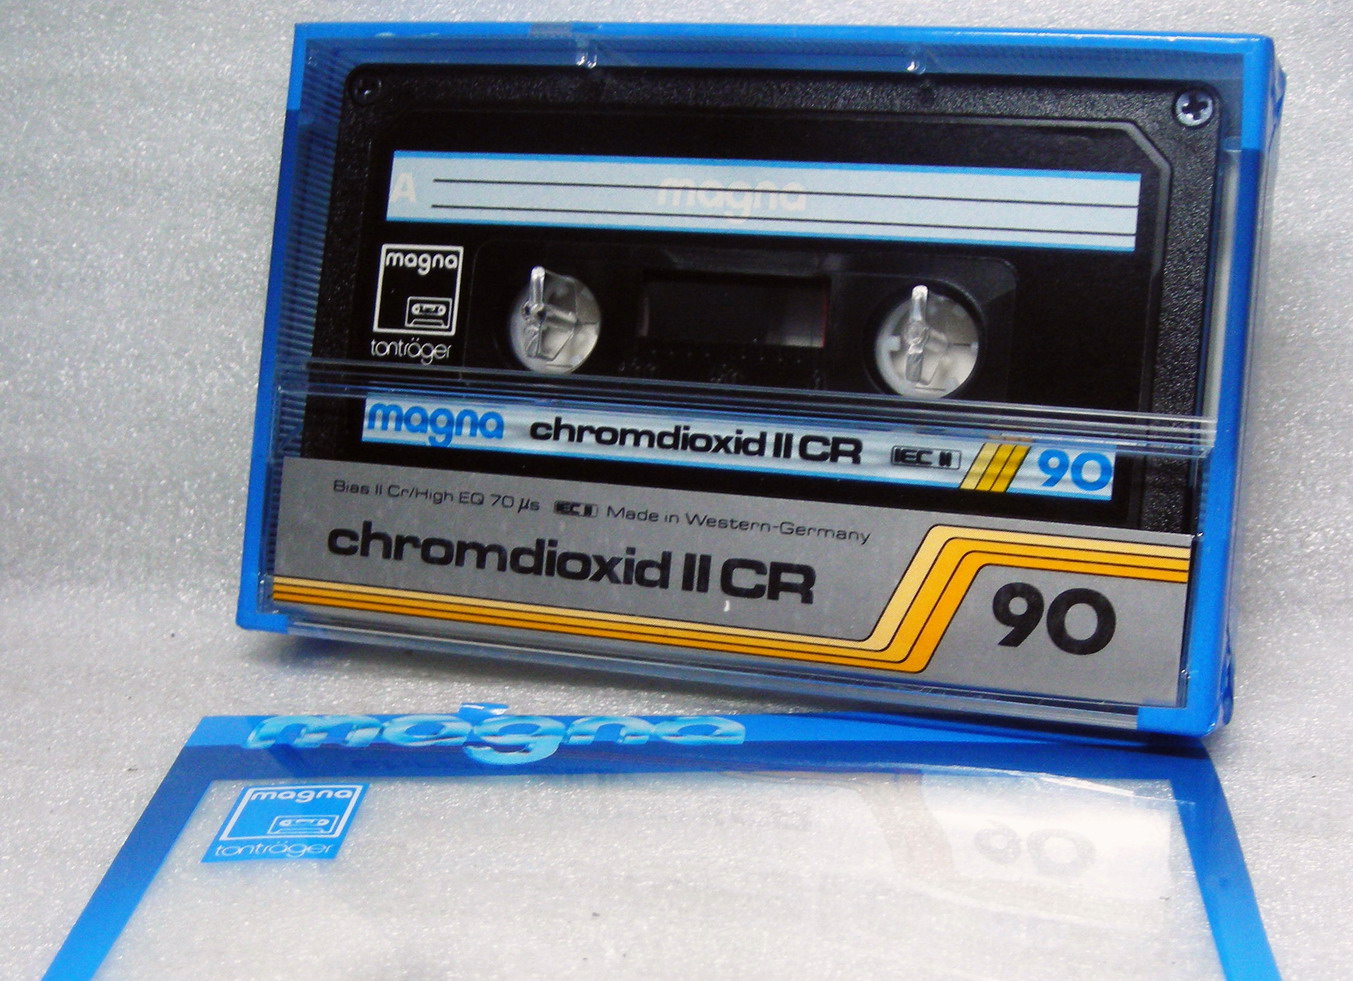 A
magna
magna
tonträger
magna chromdioxid II CR IEC II 90
Bias II Cr/High EQ 70 µs IEC II Made in Western-Germany
chromdioxid II CR
90
magna
magna
tonträger
90